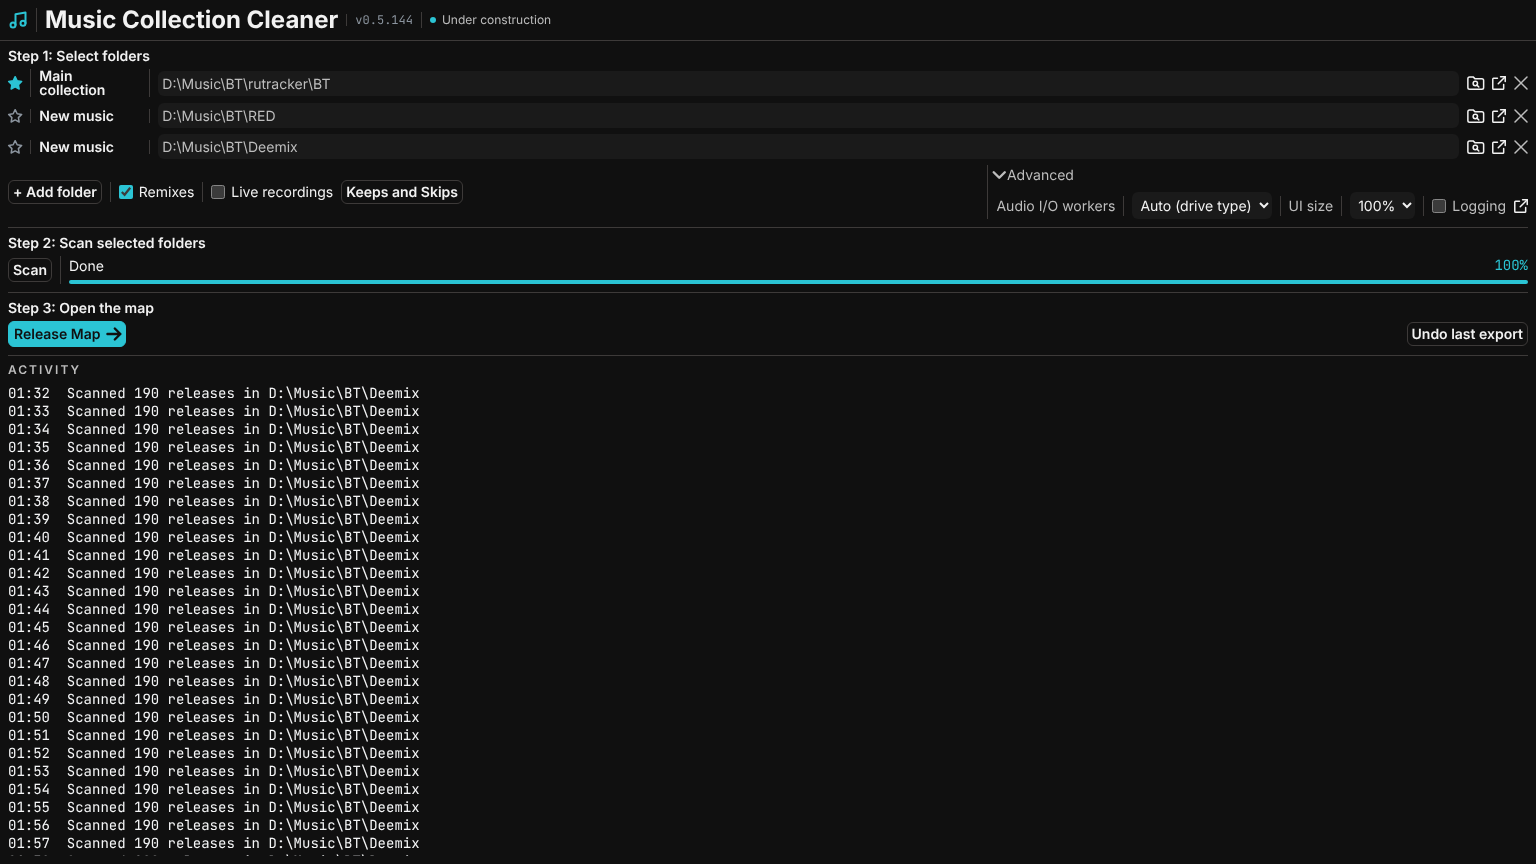 Music Collection Cleaner v0.5.144 Under construction
Step 1: Select folders
Main collection D:\Music\BT\rutracker\BT
New music D:\Music\BT\RED
New music D:\Music\BT\Deemix
+ Add folder Remixes Live recordings Keeps and Skips
Advanced
Audio I/O workers Auto (drive type) UI size 100% Logging
Step 2: Scan selected folders
Scan Done 100%
Step 3: Open the map
Release Map → Undo last export
ACTIVITY
01:32 Scanned 190 releases in D:\Music\BT\Deemix
01:33 Scanned 190 releases in D:\Music\BT\Deemix
01:34 Scanned 190 releases in D:\Music\BT\Deemix
01:35 Scanned 190 releases in D:\Music\BT\Deemix
01:36 Scanned 190 releases in D:\Music\BT\Deemix
01:37 Scanned 190 releases in D:\Music\BT\Deemix
01:38 Scanned 190 releases in D:\Music\BT\Deemix
01:39 Scanned 190 releases in D:\Music\BT\Deemix
01:40 Scanned 190 releases in D:\Music\BT\Deemix
01:41 Scanned 190 releases in D:\Music\BT\Deemix
01:42 Scanned 190 releases in D:\Music\BT\Deemix
01:43 Scanned 190 releases in D:\Music\BT\Deemix
01:44 Scanned 190 releases in D:\Music\BT\Deemix
01:45 Scanned 190 releases in D:\Music\BT\Deemix
01:46 Scanned 190 releases in D:\Music\BT\Deemix
01:47 Scanned 190 releases in D:\Music\BT\Deemix
01:48 Scanned 190 releases in D:\Music\BT\Deemix
01:49 Scanned 190 releases in D:\Music\BT\Deemix
01:50 Scanned 190 releases in D:\Music\BT\Deemix
01:51 Scanned 190 releases in D:\Music\BT\Deemix
01:52 Scanned 190 releases in D:\Music\BT\Deemix
01:53 Scanned 190 releases in D:\Music\BT\Deemix
01:54 Scanned 190 releases in D:\Music\BT\Deemix
01:55 Scanned 190 releases in D:\Music\BT\Deemix
01:56 Scanned 190 releases in D:\Music\BT\Deemix
01:57 Scanned 190 releases in D:\Music\BT\Deemix